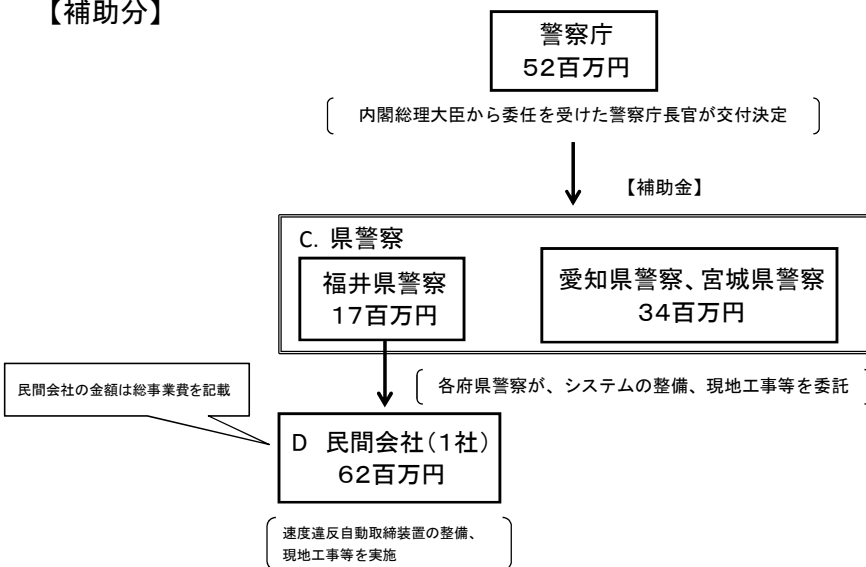 【補助分】
警察庁
52百万円
内閣総理大臣から委任を受けた警察庁長官が交付決定
【補助金】
C. 県警察
福井県警察
17百万円
愛知県警察、宮城県警察
34百万円
民間会社の金額は総事業費を記載
各府県警察が、システムの整備、現地工事等を委託
D 民間会社(1社)
62百万円
速度違反自動取締装置の整備、
現地工事等を実施